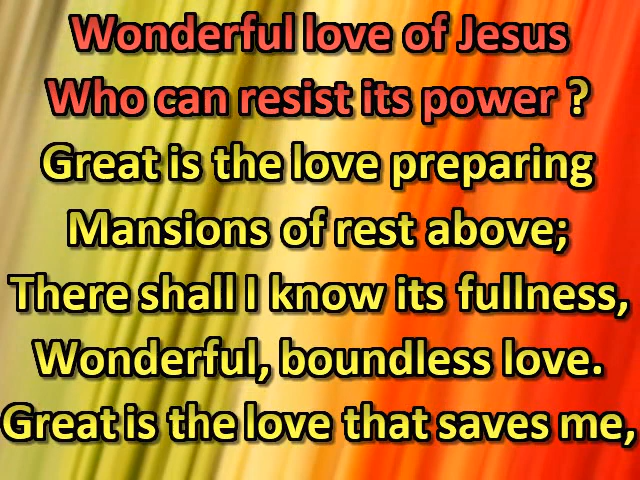 Wonderful love of Jesus
Who can resist its power ?
Great is the love preparing
Mansions of rest above;
There shall I know its fullness,
Wonderful, boundless love.
Great is the love that saves me,